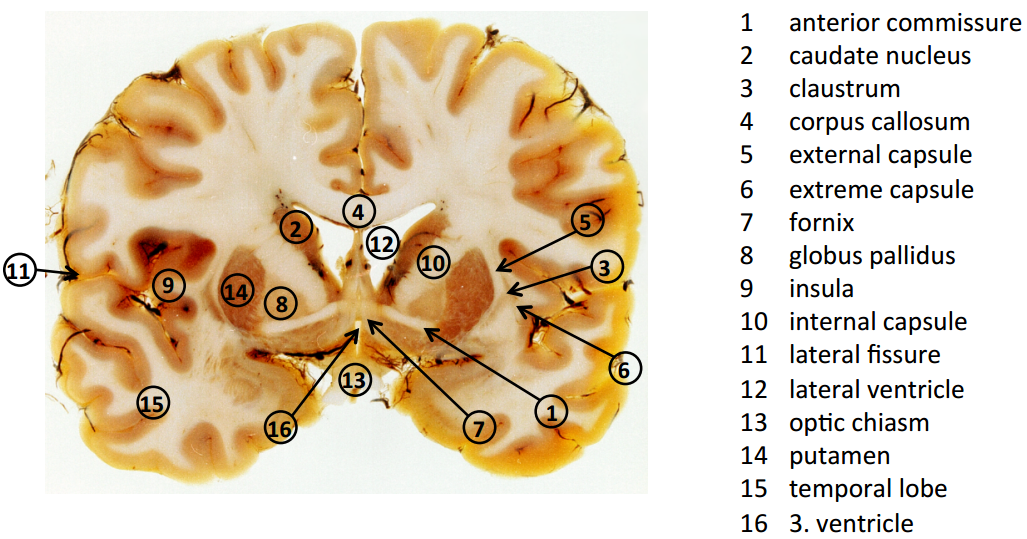 1 anterior commissure
2 caudate nucleus
3 claustrum
4 corpus callosum
5 external capsule
6 extreme capsule
7 fornix
8 globus pallidus
9 insula
10 internal capsule
11 lateral fissure
12 lateral ventricle
13 optic chiasm
14 putamen
15 temporal lobe
16 3. ventricle
4
2
5
12
10
3
11
9
14
8
6
13
15
1
16
7